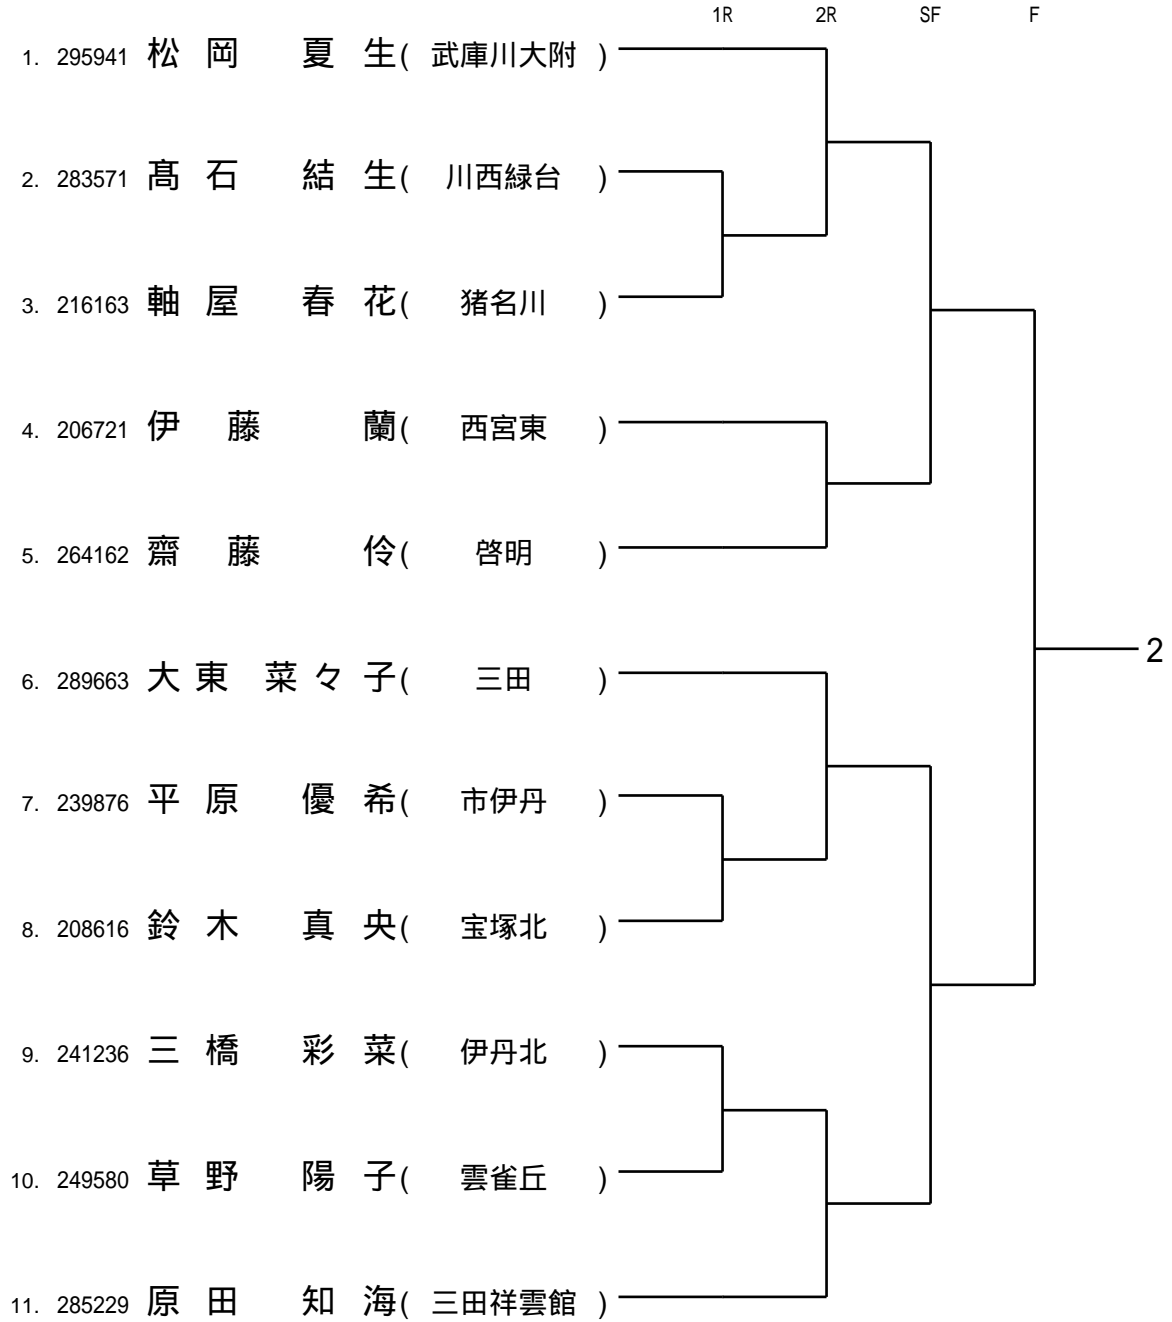 1R 2R SF F
1. 295941 松岡 夏生( 武庫川大附 )
2. 283571 髙石 結生( 川西緑台 )
3. 216163 軸屋 春花( 猪名川 )
4. 206721 伊藤 蘭( 西宮東 )
5. 264162 齋藤 伶( 啓明 )
2
6. 289663 大東 菜々子( 三田 )
7. 239876 平原 優希( 市伊丹 )
8. 208616 鈴木 真央( 宝塚北 )
9. 241236 三橋 彩菜( 伊丹北 )
10. 249580 草野 陽子( 雲雀丘 )
11. 285229 原田 知海( 三田祥雲館 )